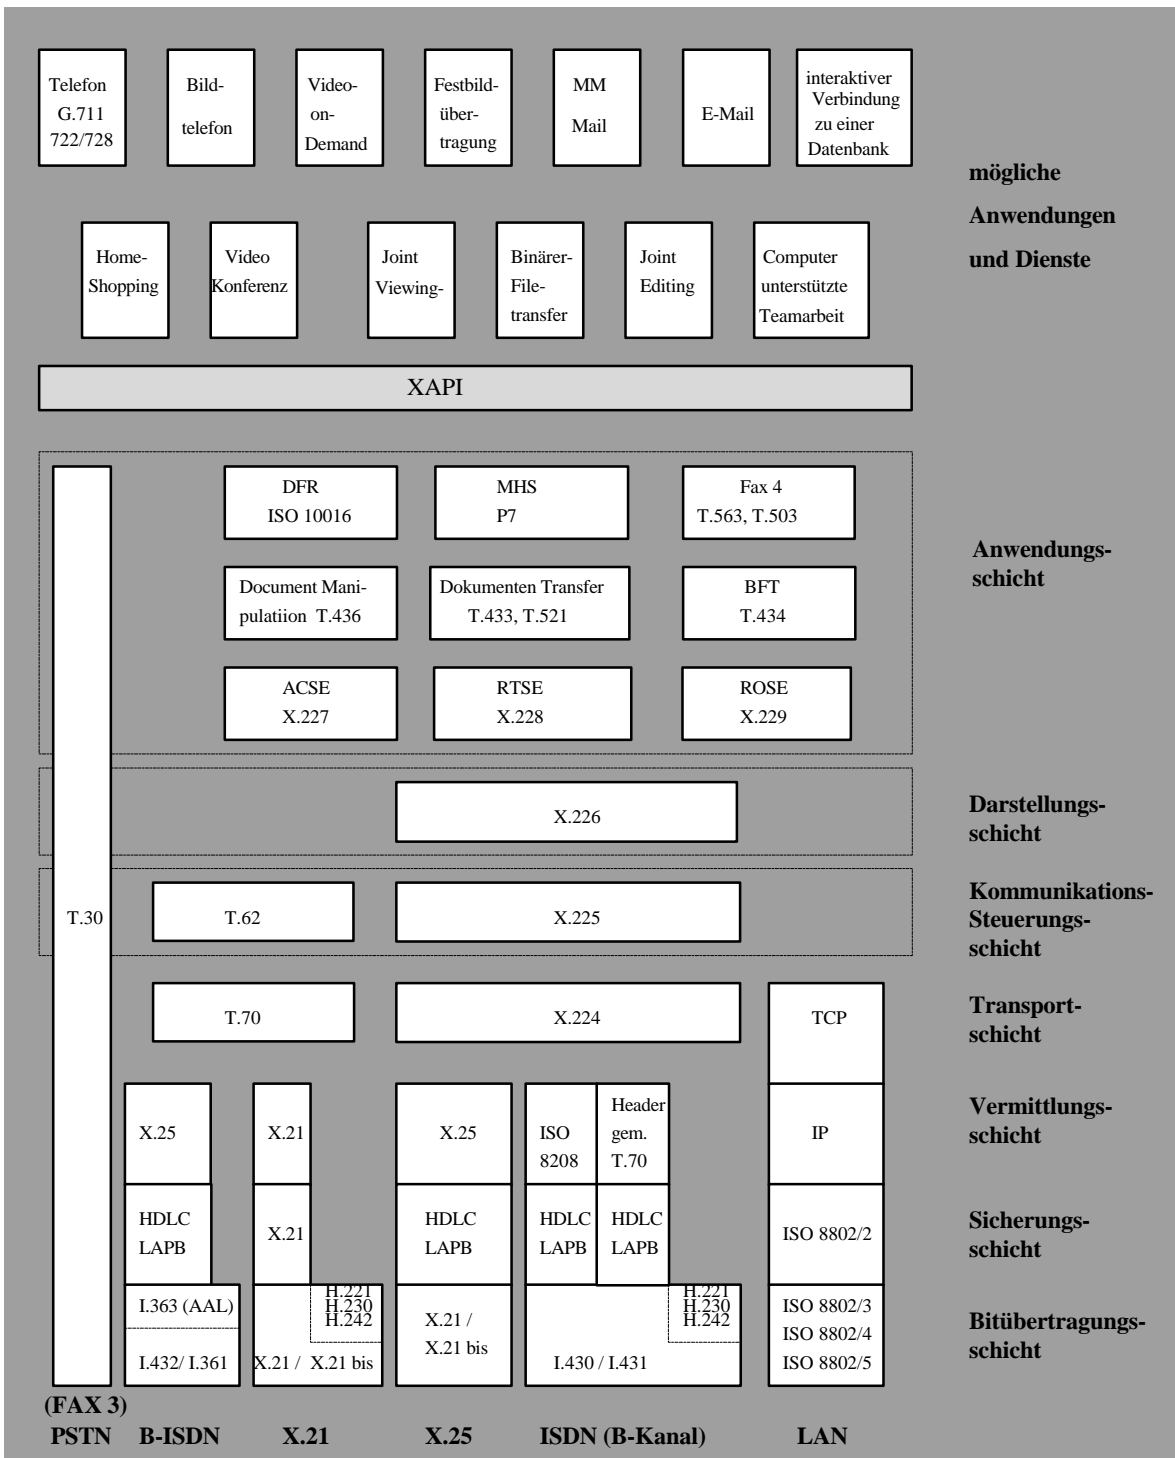 Telefon
G.711
722/728
Bild-
telefon
Video-
on-
Demand
Festbild-
über-
tragung
MM
Mail
E-Mail
interaktiver
Verbindung
zu einer
Datenbank
mögliche
Anwendungen
und Dienste
Home-
Shopping
Video
Konferenz
Joint
Viewing-
Binärer-
File-
transfer
Joint
Editing
Computer
unterstützte
Teamarbeit
XAPI
DFR
ISO 10016
MHS
P7
Fax 4
T.563, T.503
Anwendungs-
schicht
Document Mani-
pulatiion T.436
Dokumenten Transfer
T.433, T.521
BFT
T.434
ACSE
X.227
RTSE
X.228
ROSE
X.229
X.226
Darstellungs-
schicht
T.30
T.62
X.225
Kommunikations-
Steuerungs-
schicht
T.70
X.224
TCP
Transport-
schicht
X.25
X.21
X.25
ISO
8208
Header
gem.
T.70
IP
Vermittlungs-
schicht
HDLC
LAPB
X.21
HDLC
LAPB
HDLC
LAPB
HDLC
LAPB
ISO 8802/2
Sicherungs-
schicht
I.363 (AAL)
I.432/ I.361
H.221
H.230
H.242
X.21 / X.21 bis
X.21 /
X.21 bis
H.221
H.230
H.242
I.430 / I.431
ISO 8802/3
ISO 8802/4
ISO 8802/5
Bitübertragungs-
schicht
(FAX 3)
PSTN
B-ISDN
X.21
X.25
ISDN (B-Kanal)
LAN